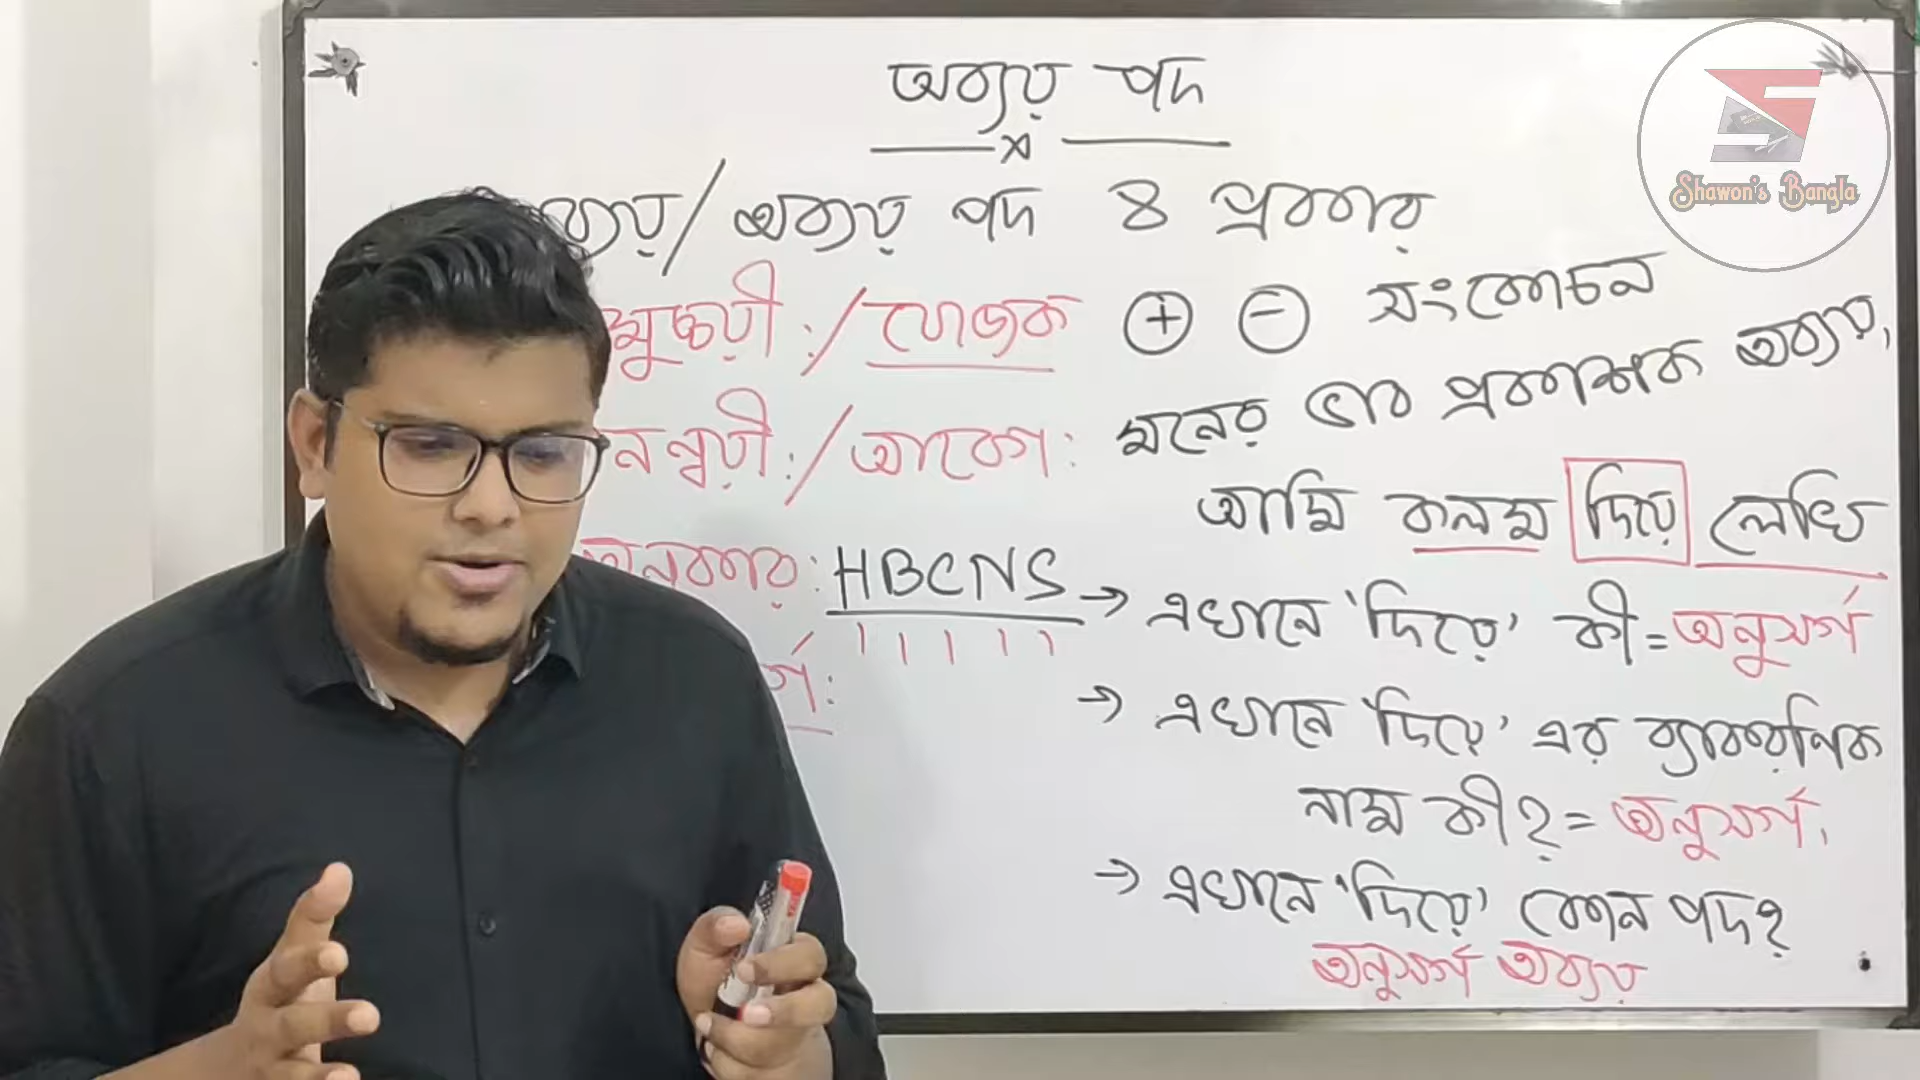 অব্যয় পদ
Shawon's Bangla
ব্যয়/অব্যয় পদ ৪ প্রকার
মুচ্চয়ী:/যোজক + - সংকোচন
নন্বয়ী:/আবেগ: মনের ভাব প্রকাশক অব্যয়।
আমি কলম দিয়ে লেখি
অনুকার: HBCNS → এখানে 'দিয়ে' কী = অনুসর্গ
র্গ:
→ এখানে 'দিয়ে' এর ব্যাকরণিক
নাম কী? = অনুসর্গ।
→ এখানে 'দিয়ে' কোন পদ?
অনুসর্গ অব্যয়